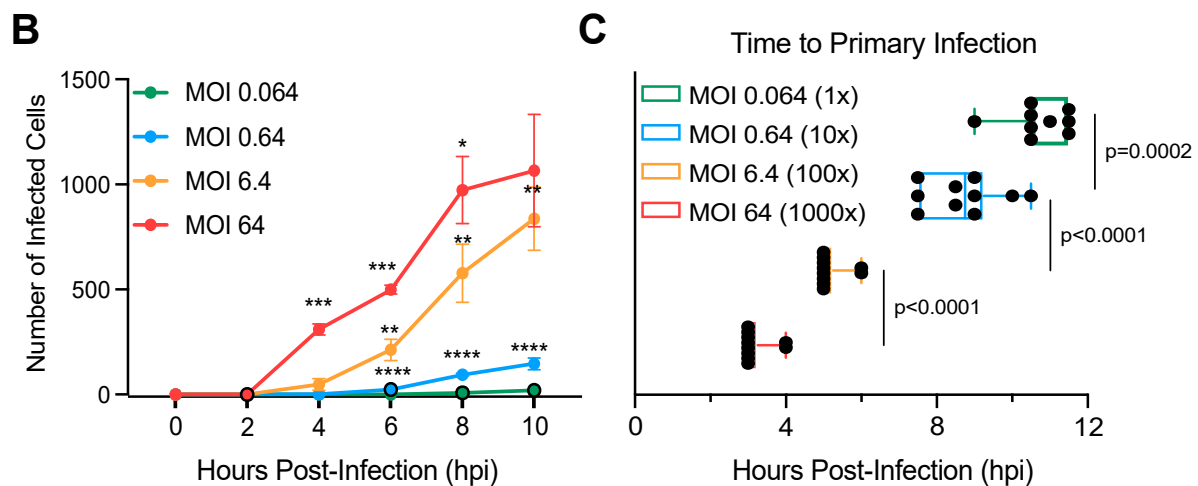 B
Number of Infected Cells
1500
1000
500
0
MOI 0.064
MOI 0.64
MOI 6.4
MOI 64
***
***
*
**
**
**
****
****
****
0 2 4 6 8 10
Hours Post-Infection (hpi)
C
Time to Primary Infection
MOI 0.064 (1x)
MOI 0.64 (10x)
MOI 6.4 (100x)
MOI 64 (1000x)
p=0.0002
p<0.0001
p<0.0001
0 4 8 12
Hours Post-Infection (hpi)